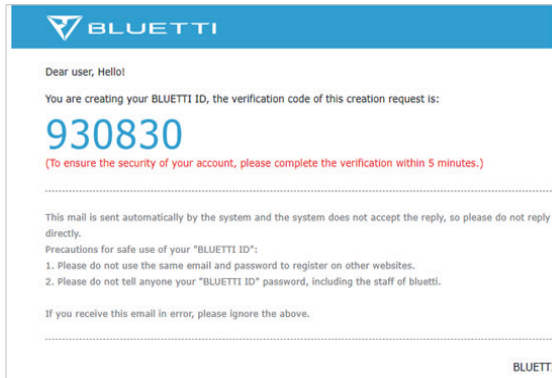 BLUETTI
Dear user, Hello!
You are creating your BLUETTI ID, the verification code of this creation request is:
930830
(To ensure the security of your account, please complete the verification within 5 minutes.)
This mail is sent automatically by the system and the system does not accept the reply, so please do not reply
directly.
Precautions for safe use of your "BLUETTI ID":
1. Please do not use the same email and password to register on other websites.
2. Please do not tell anyone your "BLUETTI ID" password, including the staff of bluetti.
If you receive this email in error, please ignore the above.